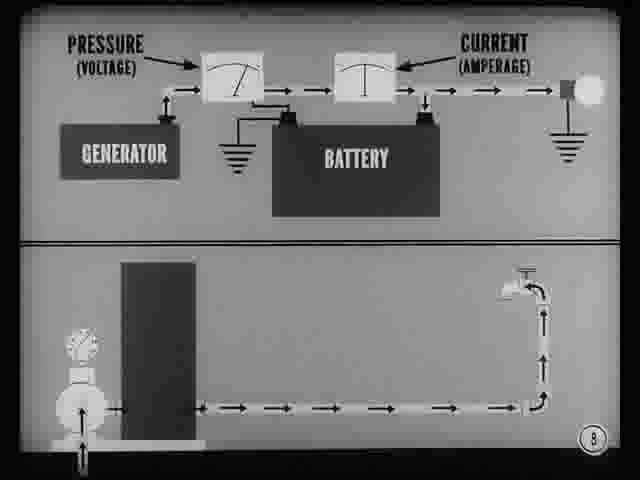 PRESSURE
(VOLTAGE)
CURRENT
(AMPERAGE)
GENERATOR
BATTERY
8